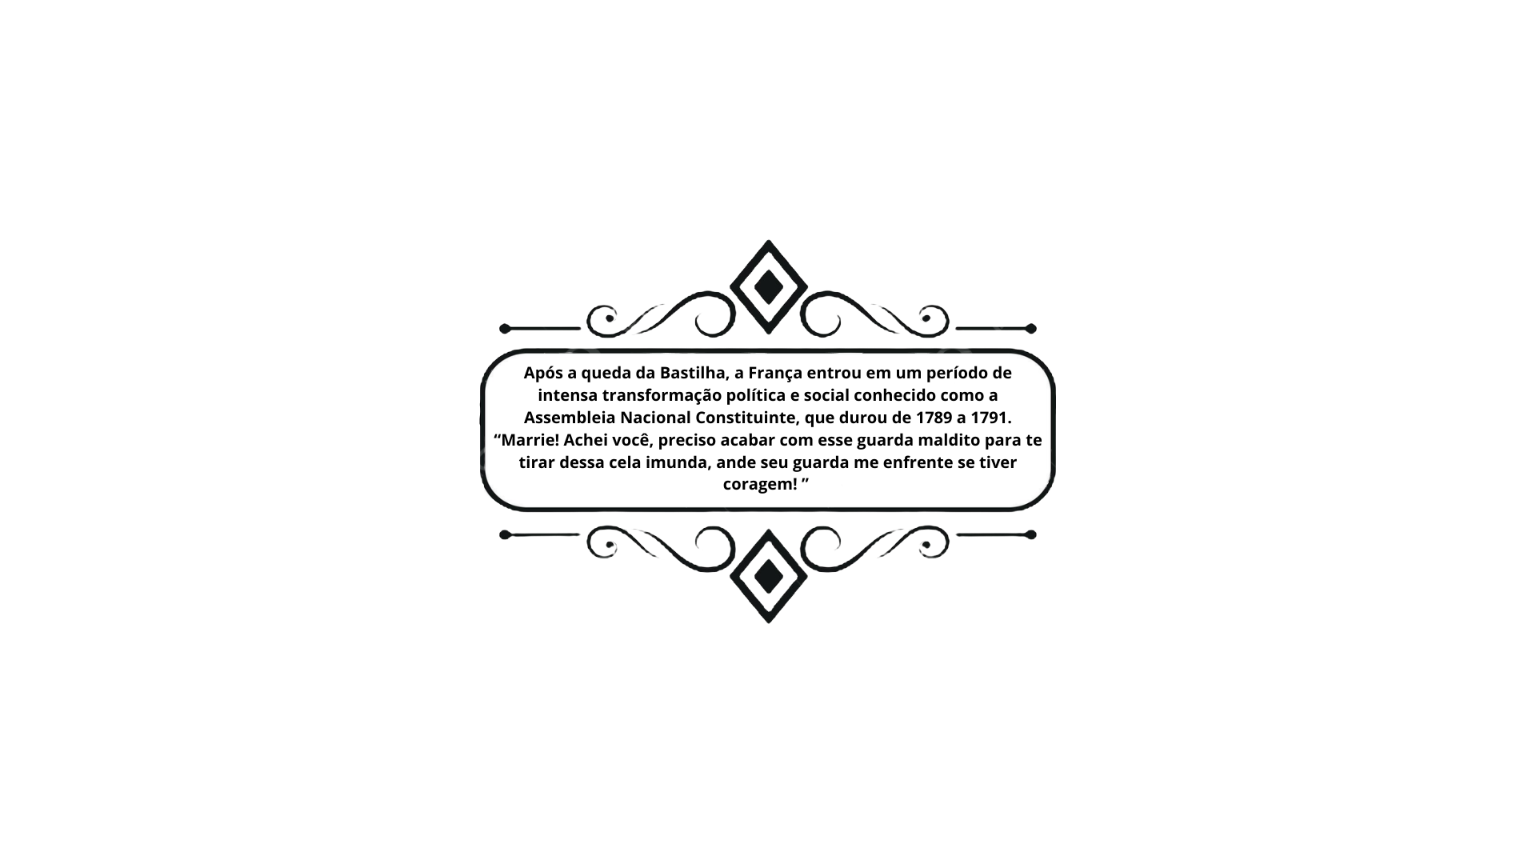 Após a queda da Bastilha, a França entrou em um período de
intensa transformação política e social conhecido como a
Assembleia Nacional Constituinte, que durou de 1789 a 1791.
“Marrie! Achei você, preciso acabar com esse guarda maldito para te
tirar dessa cela imunda, ande seu guarda me enfrente se tiver
coragem! ”